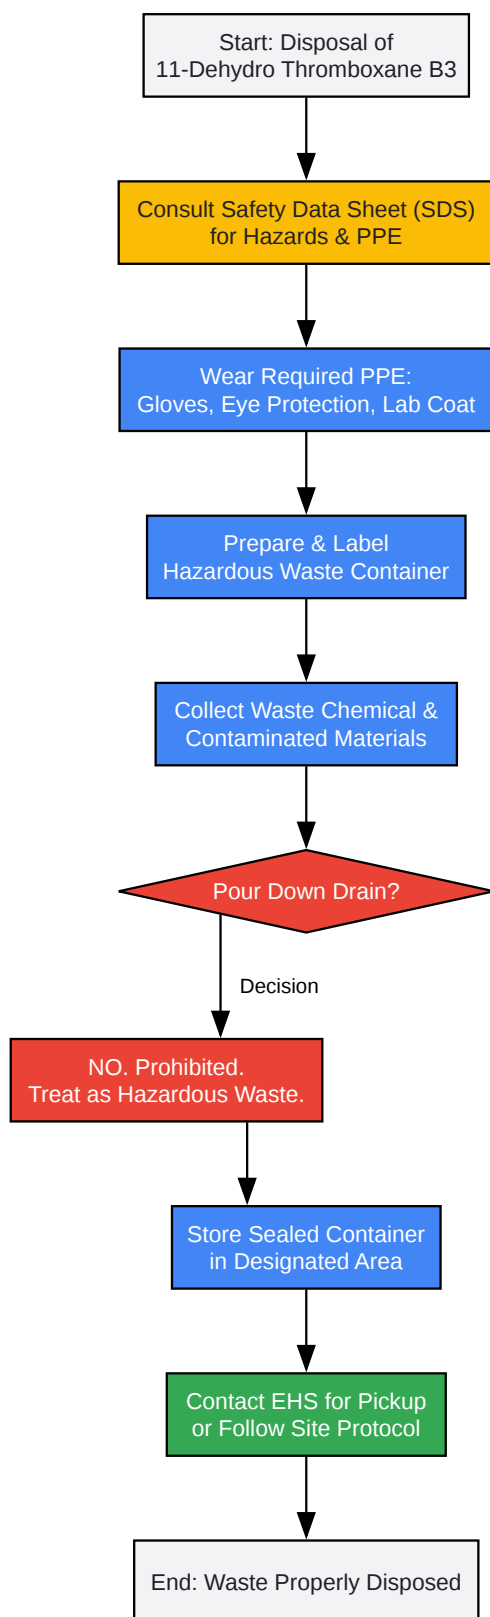 Start: Disposal of
11-Dehydro Thromboxane B3
Consult Safety Data Sheet (SDS)
for Hazards & PPE
Wear Required PPE:
Gloves, Eye Protection, Lab Coat
Prepare & Label
Hazardous Waste Container
Collect Waste Chemical &
Contaminated Materials
Pour Down Drain?
Decision
NO. Prohibited.
Treat as Hazardous Waste.
Store Sealed Container
in Designated Area
Contact EHS for Pickup
or Follow Site Protocol
End: Waste Properly Disposed